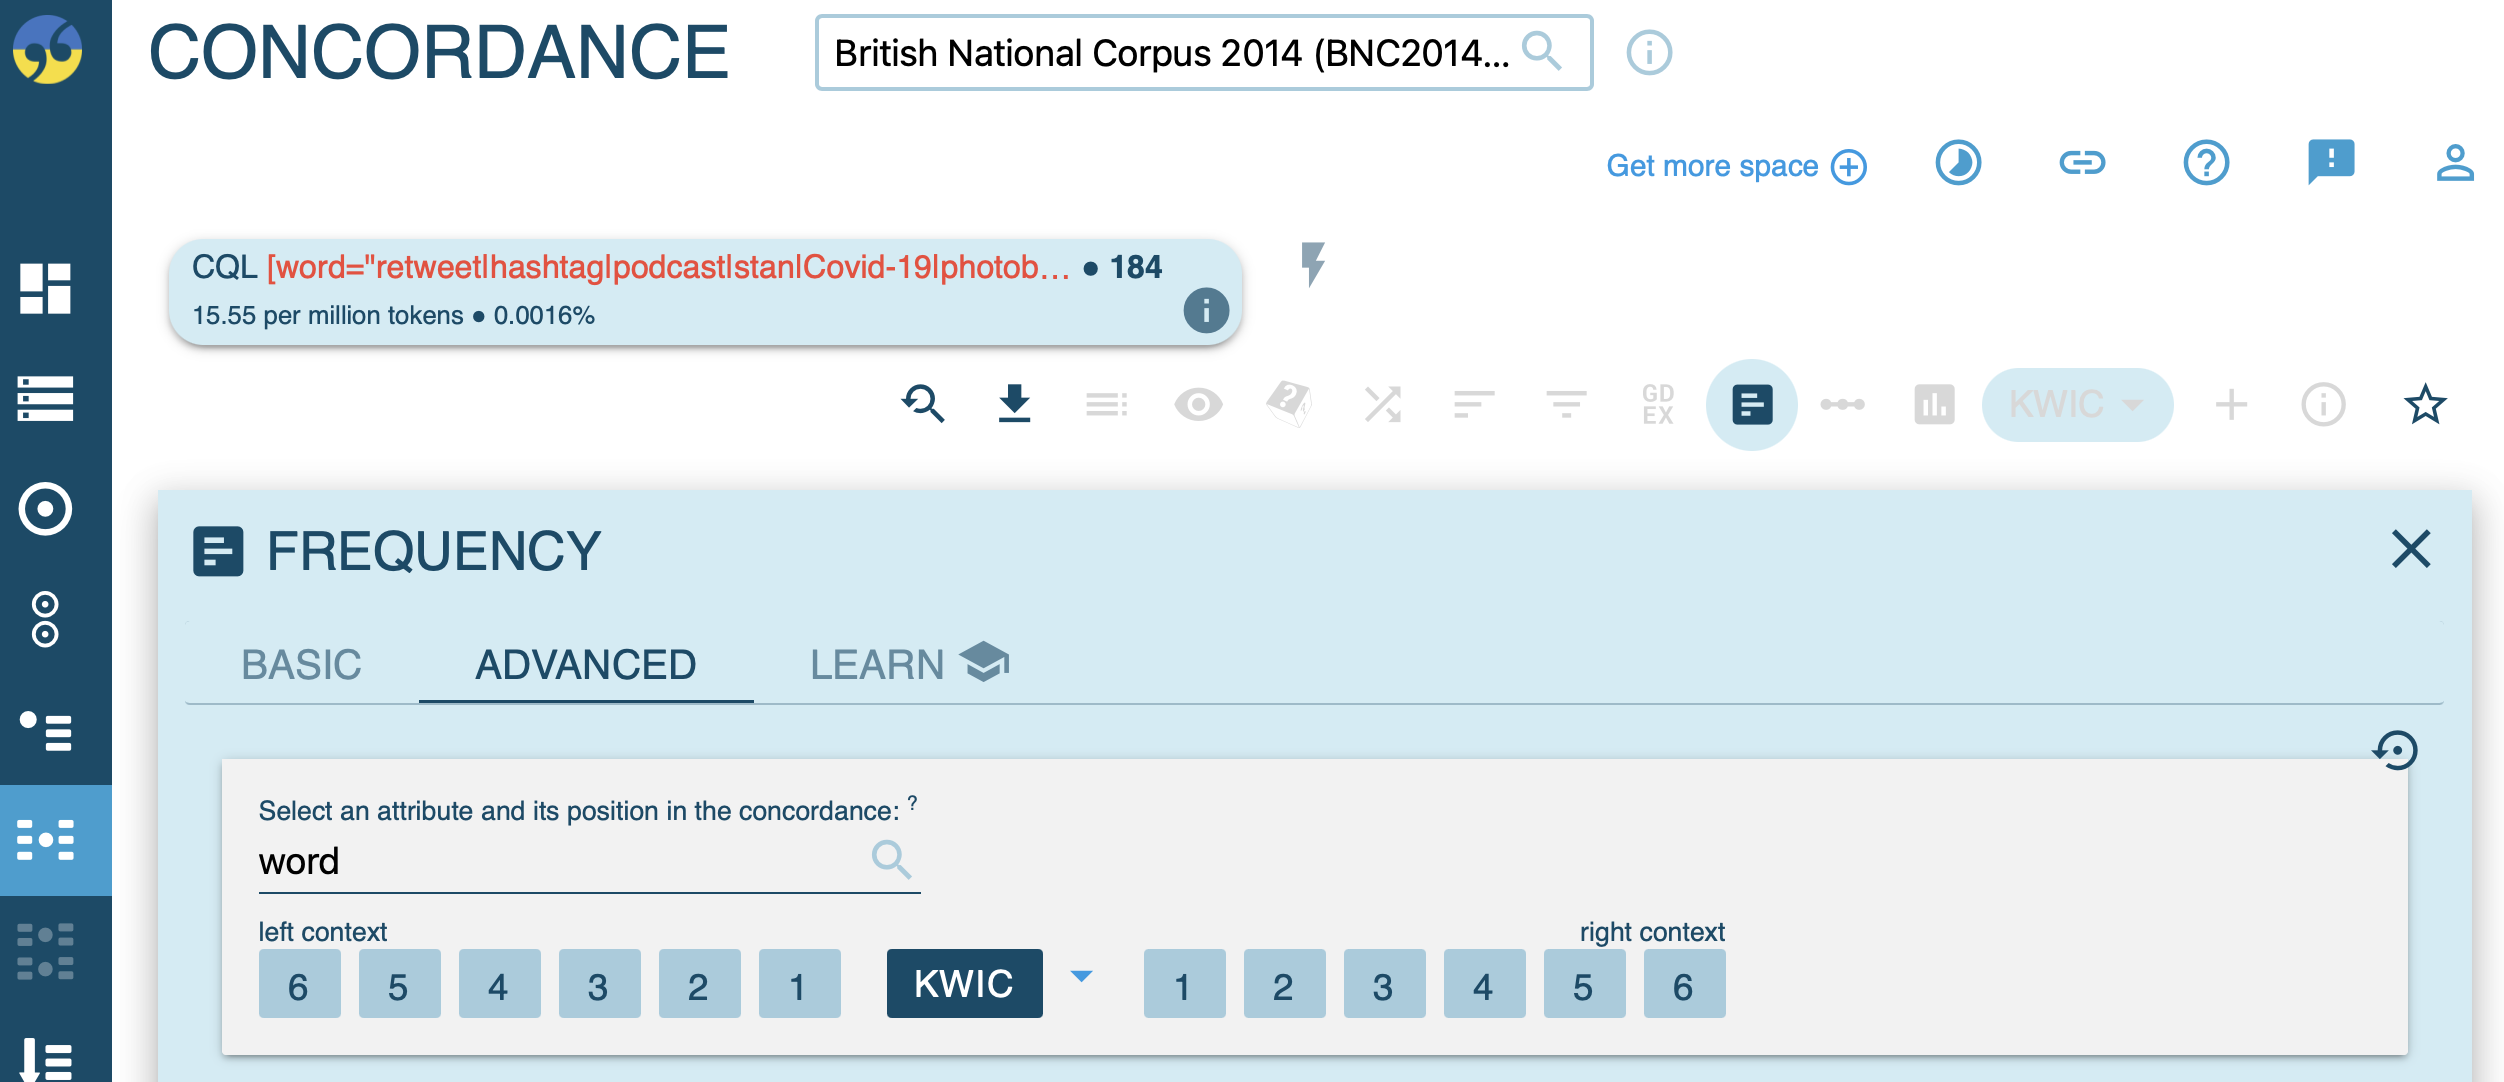 CONCORDANCE
British National Corpus 2014 (BNC2014...
Get more space
CQL [word="retweet|hashtag|podcast|stan|Covid-19|photob... ● 184
15.55 per million tokens ● 0.0016%
GD
EX
KWIC
FREQUENCY
BASIC ADVANCED LEARN
Select an attribute and its position in the concordance: ?
word
left context right context
6 5 4 3 2 1 KWIC 1 2 3 4 5 6